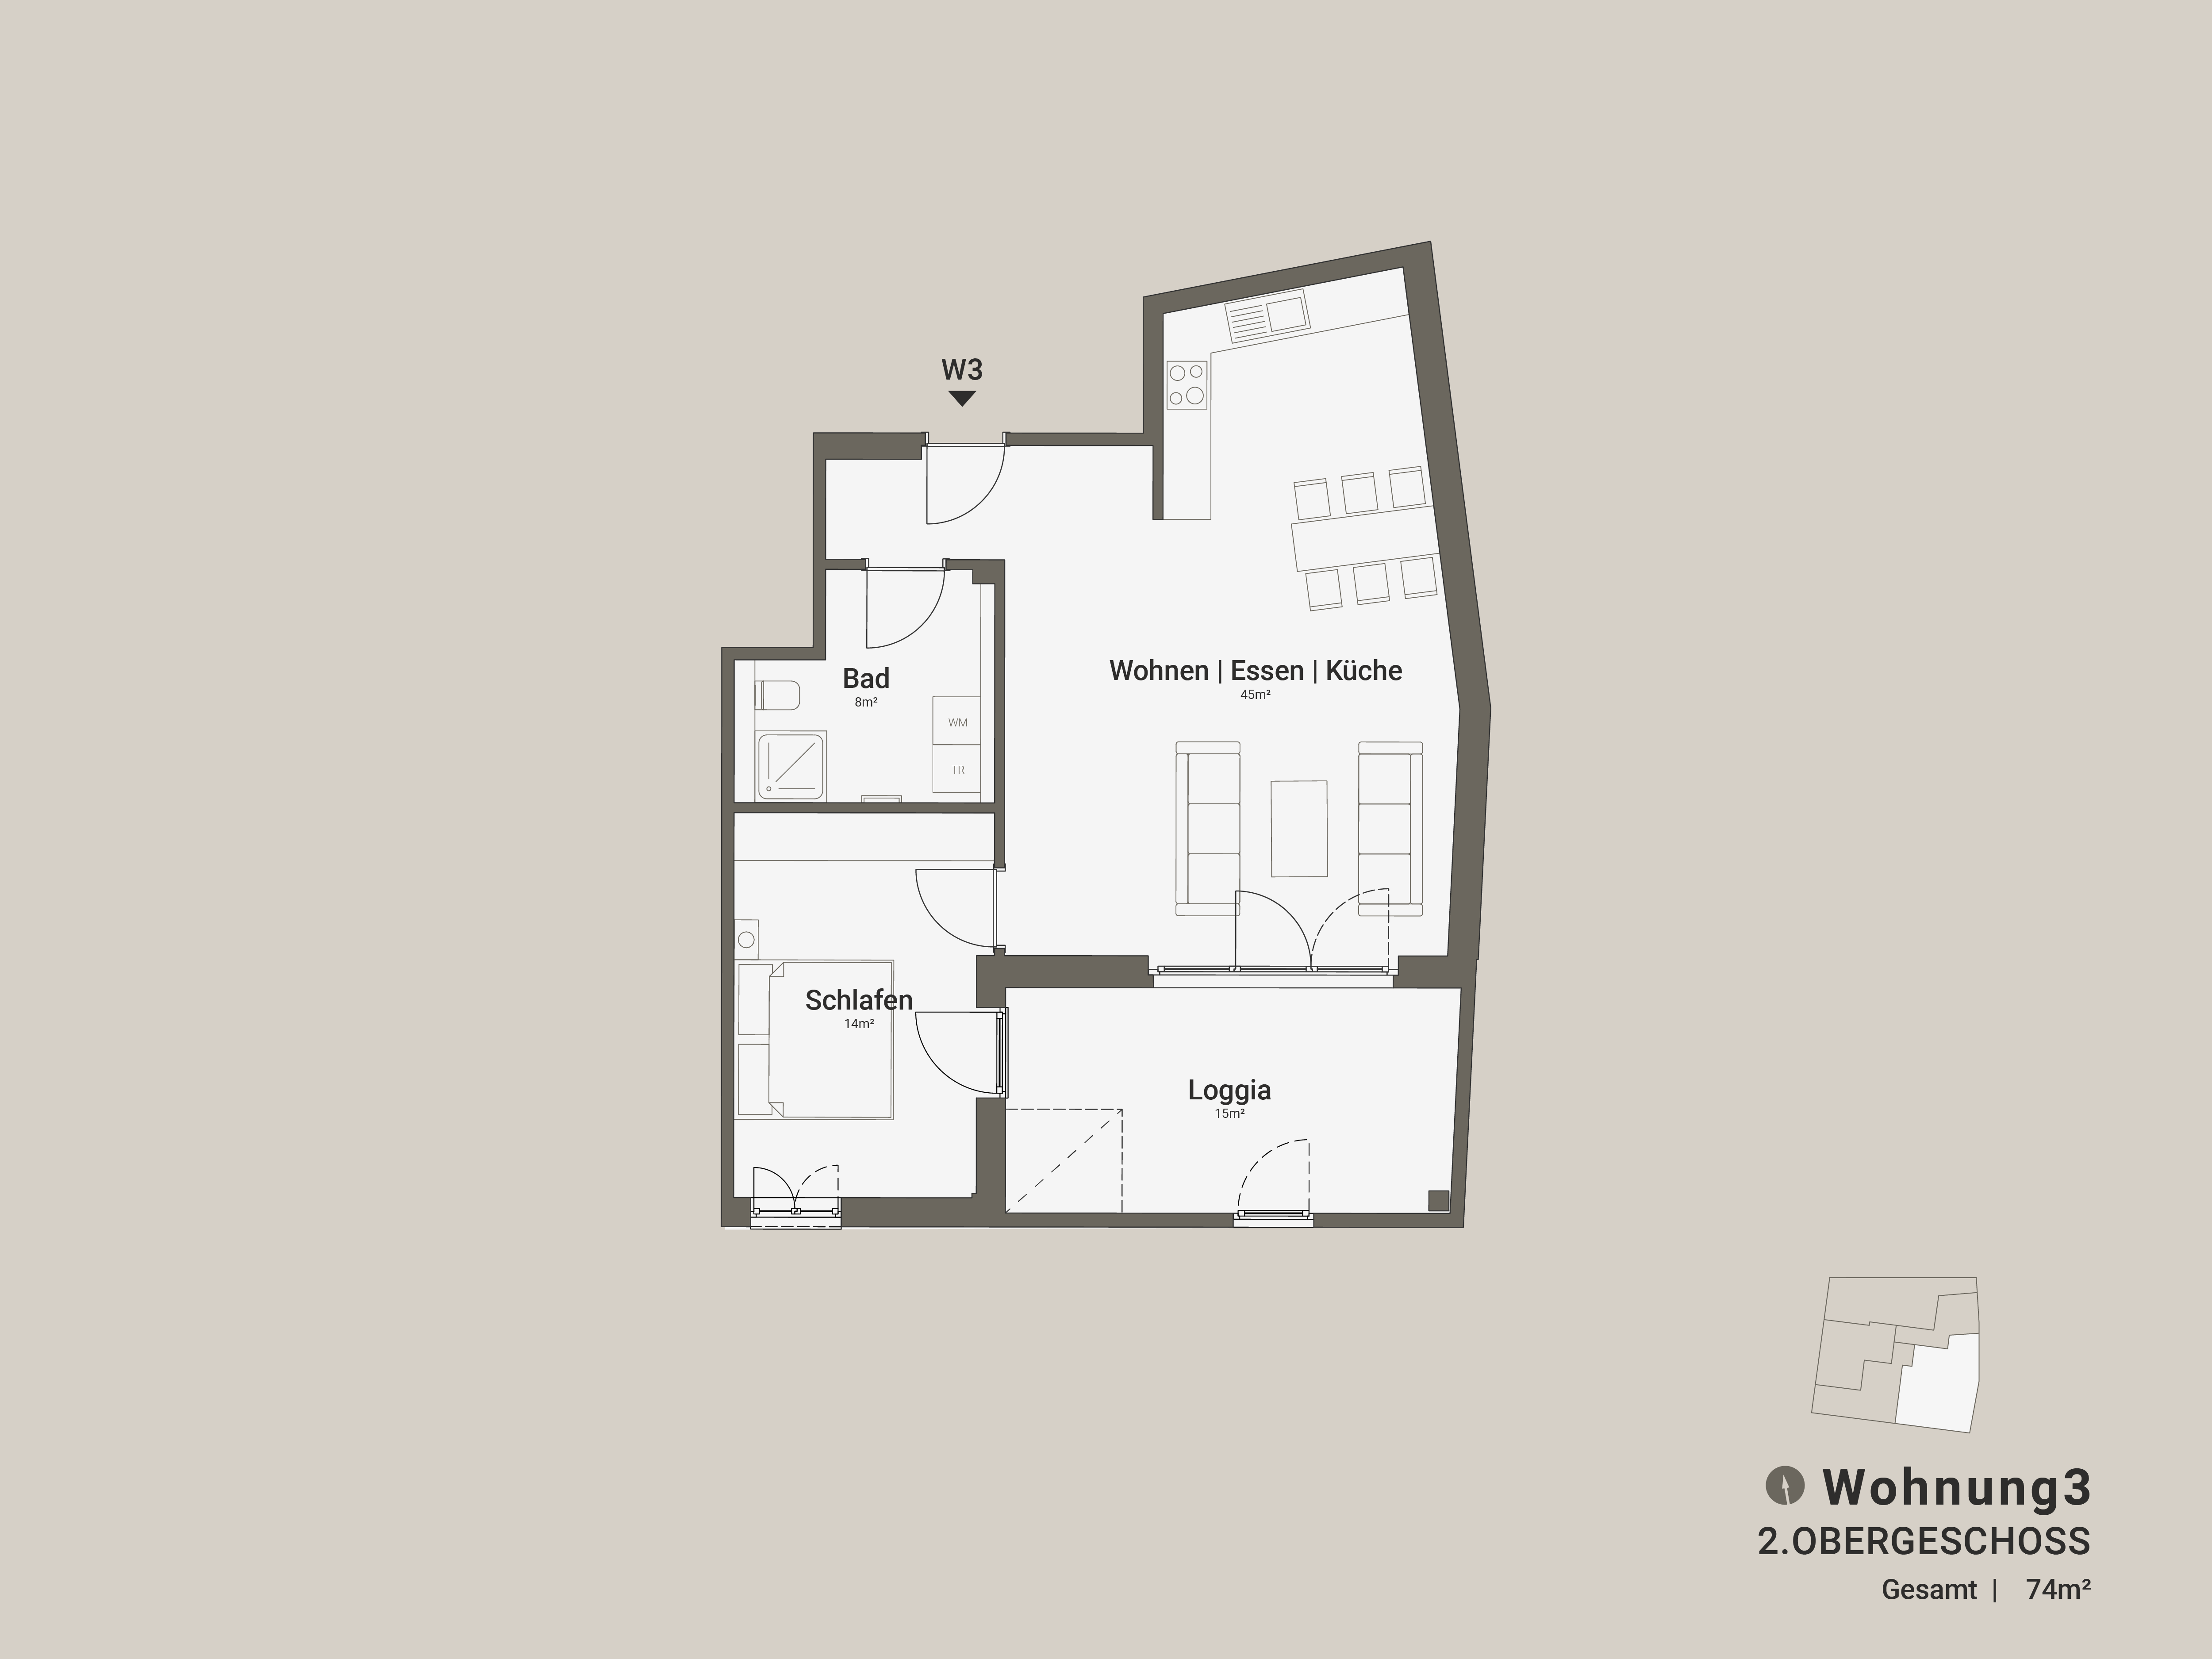 W3
Wohnen | Essen | Küche
45m²
Bad
8m²
WM
TR
Schlafen
14m²
Loggia
15m²
Wohnung3
2.OBERGESCHOSS
Gesamt | 74m²